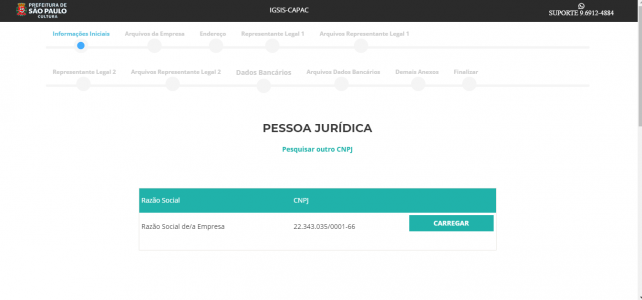 PREFEITURA DE
SÃO PAULO
CULTURA
IGSIS-CAPAC
SUPORTE 9.6912-4884
Informações Iniciais Arquivos da Empresa Endereço Representante Legal 1 Arquivos Representante Legal 1
Representante Legal 2 Arquivos Representante Legal 2 Dados Bancários Arquivos Dados Bancários Demais Anexos Finalizar
PESSOA JURÍDICA
Pesquisar outro CNPJ
Razão Social CNPJ
Razão Social de/a Empresa 22.343.035/0001-66 CARREGAR